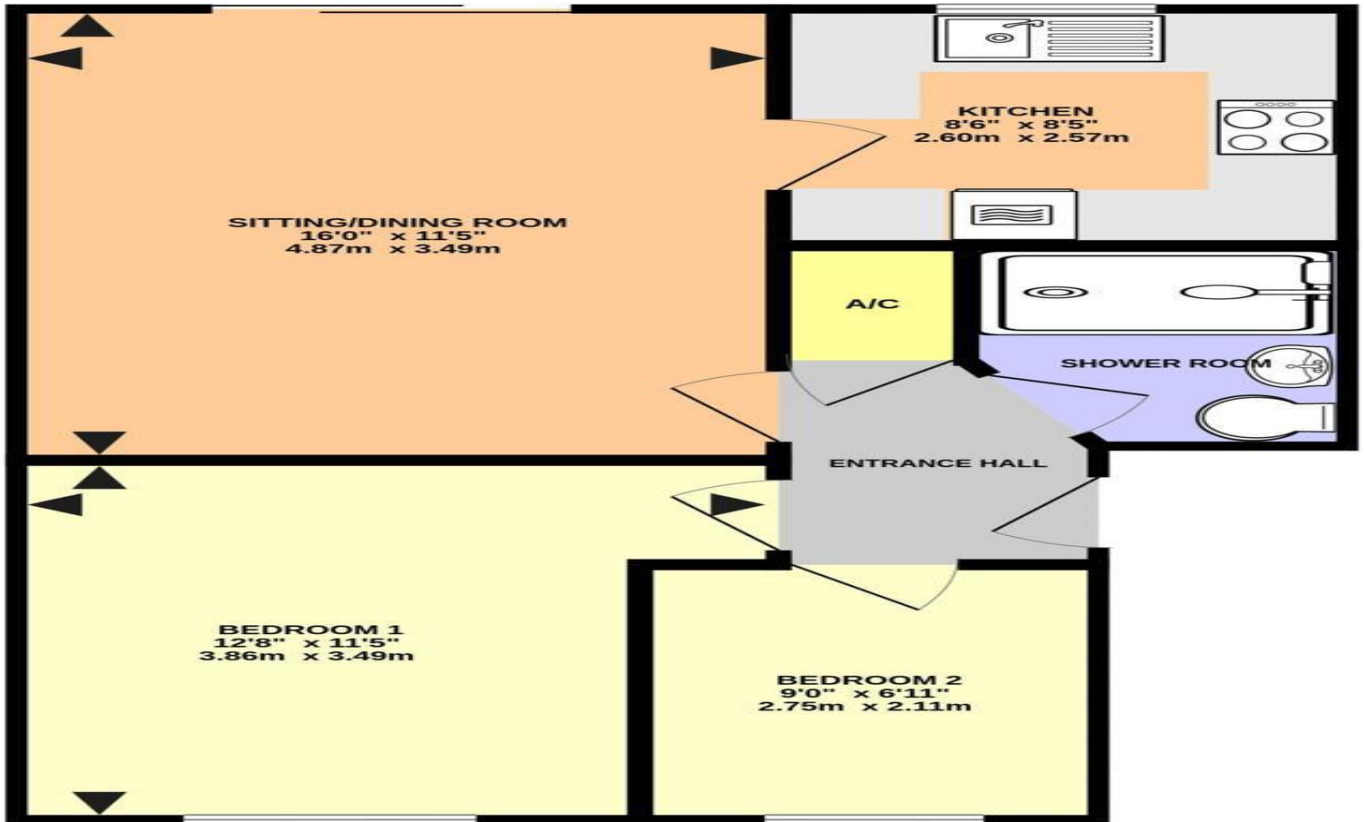 KITCHEN
8'6" x 8'5"
2.60m x 2.57m
SITTING/DINING ROOM
16'0" x 11'5"
4.87m x 3.49m
A/C
SHOWER ROOM
ENTRANCE HALL
BEDROOM 1
12'8" x 11'5"
3.86m x 3.49m
BEDROOM 2
9'0" x 6'11"
2.75m x 2.11m